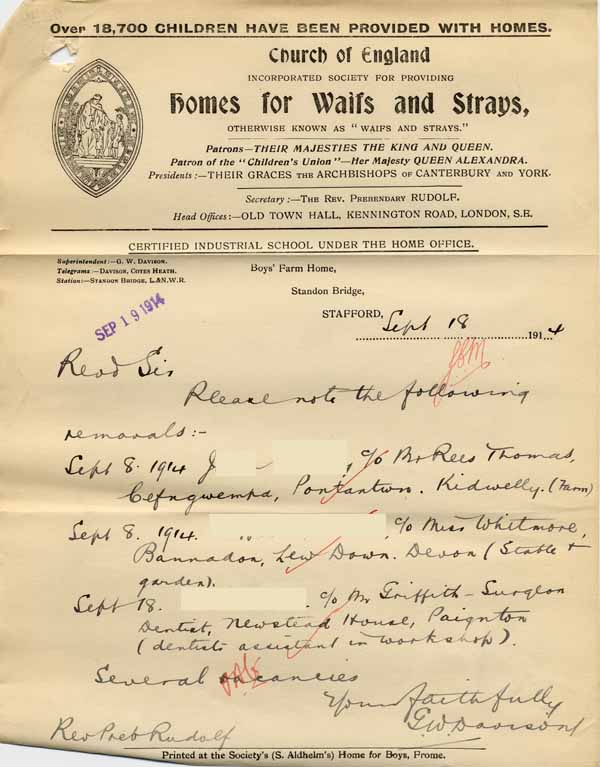 Over 18,700 CHILDREN HAVE BEEN PROVIDED WITH HOMES.
Church of England
INCORPORATED SOCIETY FOR PROVIDING
Homes for Waifs and Strays,
OTHERWISE KNOWN AS "WAIFS AND STRAYS."
Patrons—THEIR MAJESTIES THE KING AND QUEEN.
Patron of the "Children's Union"—Her Majesty QUEEN ALEXANDRA.
Presidents:—THEIR GRACES THE ARCHBISHOPS OF CANTERBURY AND YORK.
Secretary:—THE REV. PREBENDARY RUDOLF.
Head Offices:—OLD TOWN HALL, KENNINGTON ROAD, LONDON, S.E.
CERTIFIED INDUSTRIAL SCHOOL UNDER THE HOME OFFICE.
Superintendent:—G. W. DAVISON.
Telegrams:—DAVISON, COTES HEATH.
Station:—STANDON BRIDGE, L.&N.W.R.
Boys' Farm Home,
Standon Bridge,
STAFFORD, Sept 18 1914
SEP 19 1914
Revd Sir
Please note the following
removals:-
Sept 8. 1914 J , c/o Mr Rees Thomas,
Cefngwempa, Pontantwn. Kidwelly. (Farm)
Sept 8. 1914. " , c/o Miss Whitmore,
Bannadon, Lew Down. Devon (Stable +
garden).
Sept 18. . c/o Mr Griffith - Surgeon
Dentist, Newstead House, Paignton
(dentists assistant in workshop).
Several vacancies
Yours faithfully
G.W. Davison
Rev Preb Rudolf
Printed at the Society's (S. Aldhelm's) Home for Boys, Frome.